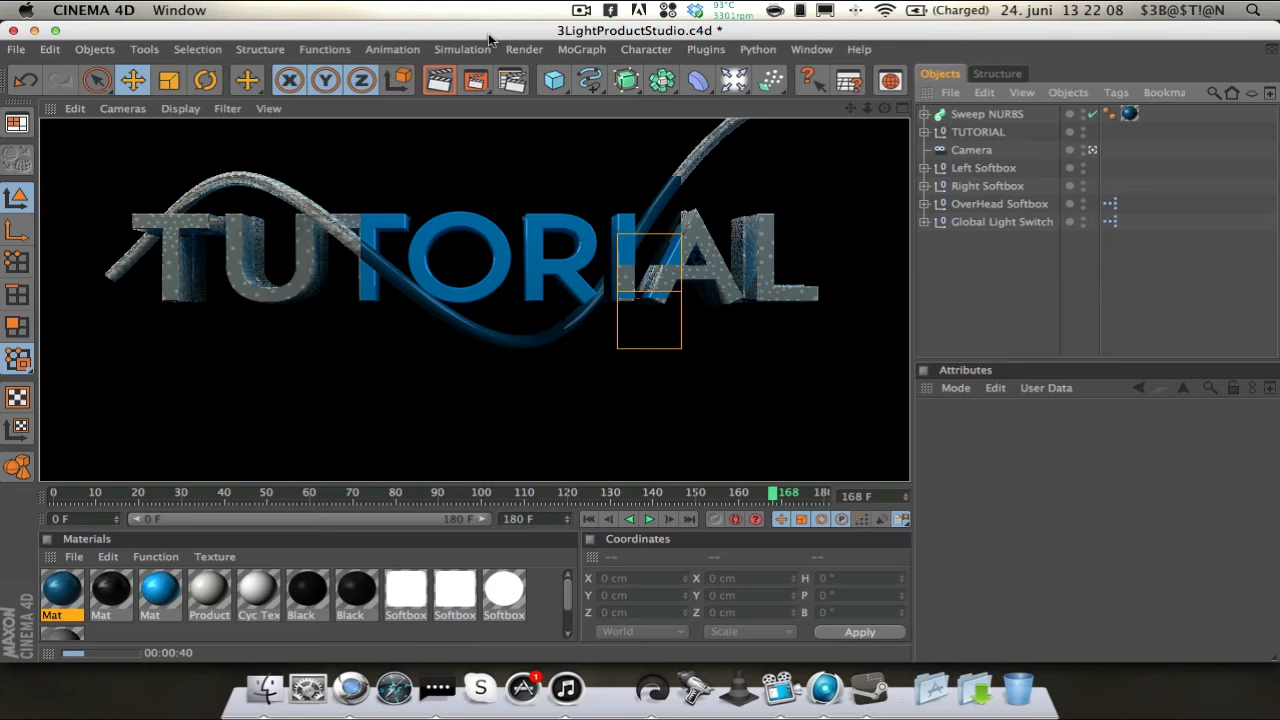 CINEMA 4D Window 93°C 3301rpm (Charged) 24. juni 13 22 08 $3B@$T!@N
3LightProductStudio.c4d *
File Edit Objects Tools Selection Structure Functions Animation Simulation Render MoGraph Character Plugins Python Window Help
X Y Z
Objects Structure
Edit Cameras Display Filter View
File Edit View Objects Tags Bookma
Sweep NURBS
TUTORIAL
Camera
Left Softbox
Right Softbox
OverHead Softbox
Global Light Switch
TUTORIAL
Attributes
Mode Edit User Data
0 10 20 30 40 50 60 70 80 90 100 110 120 130 140 150 160 168 18 168 F
0 F 0 F 180 F 180 F
Materials
File Edit Function Texture
Mat Mat Mat Product Cyc Tex Black Black Softbox Softbox Softbox
Coordinates
-- -- --
X 0 cm X 0 cm H 0 °
Y 0 cm Y 0 cm P 0 °
Z 0 cm Z 0 cm B 0 °
World Scale Apply
00:00:40
MAXON CINEMA 4D
1